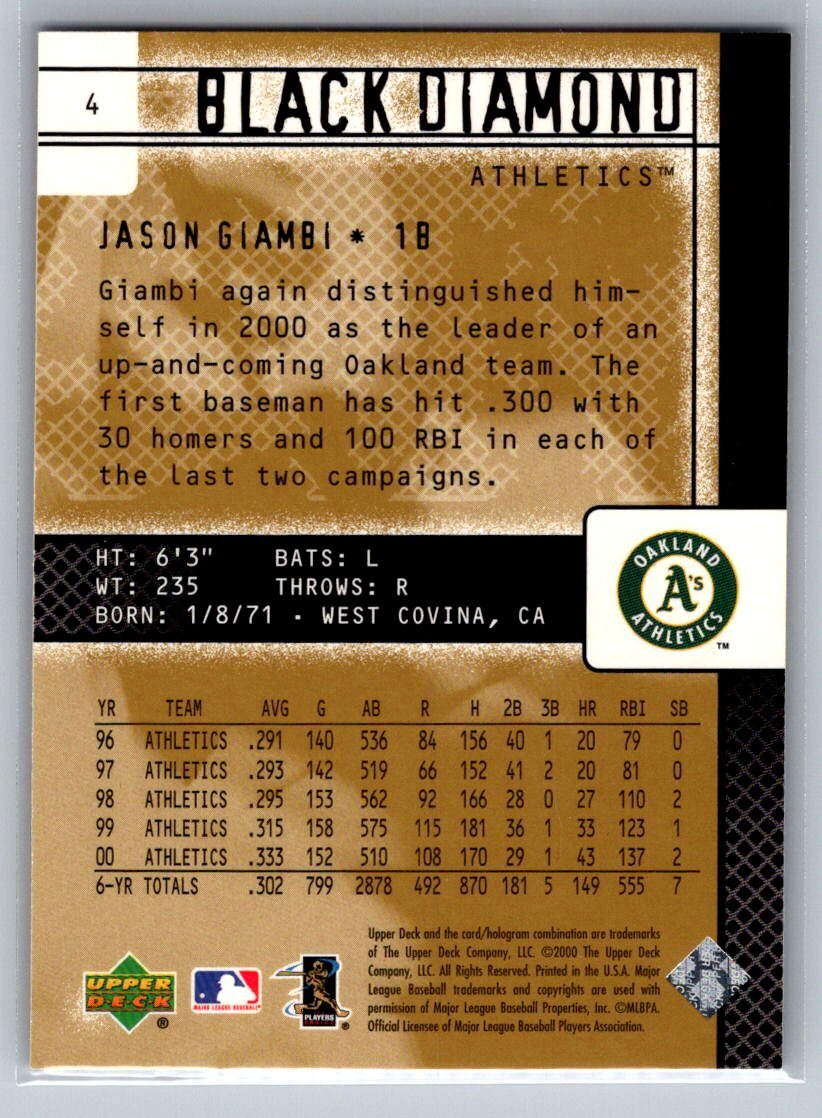 4
BLACK DIAMOND
ATHLETICS™
JASON GIAMBI * 1B
Giambi again distinguished him-
self in 2000 as the leader of an
up-and-coming Oakland team. The
first baseman has hit .300 with
30 homers and 100 RBI in each of
the last two campaigns.
HT: 6'3" BATS: L
WT: 235 THROWS: R
BORN: 1/8/71 · WEST COVINA, CA
OAKLAND
A's
ATHLETICS
™
YR TEAM AVG G AB R H 2B 3B HR RBI SB
96 ATHLETICS .291 140 536 84 156 40 1 20 79 0
97 ATHLETICS .293 142 519 66 152 41 2 20 81 0
98 ATHLETICS .295 153 562 92 166 28 0 27 110 2
99 ATHLETICS .315 158 575 115 181 36 1 33 123 1
00 ATHLETICS .333 152 510 108 170 29 1 43 137 2
6-YR TOTALS .302 799 2878 492 870 181 5 149 555 7
Upper Deck and the card/hologram combination are trademarks
of The Upper Deck Company, LLC. ©2000 The Upper Deck
Company, LLC. All Rights Reserved. Printed in the U.S.A. Major
League Baseball trademarks and copyrights are used with
permission of Major League Baseball Properties, Inc. ©MLBPA.
Official Licensee of Major League Baseball Players Association.
UPPER
DECK
®
MAJOR LEAGUE BASEBALL
PLAYERS
CHOICE
®